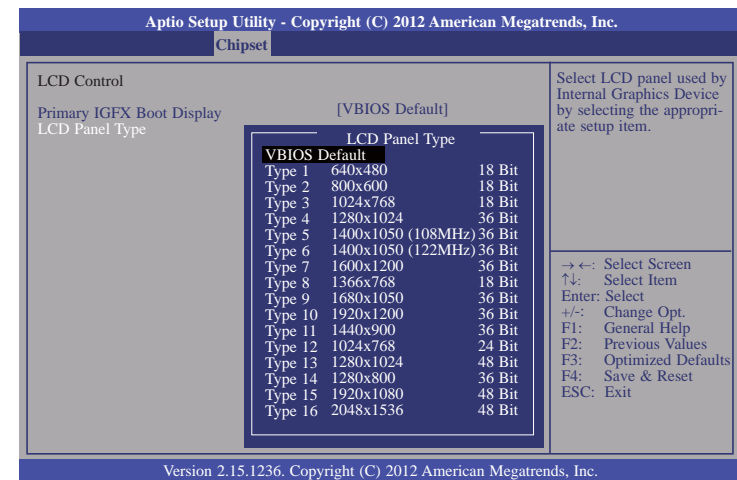 Aptio Setup Utility - Copyright (C) 2012 American Megatrends, Inc.
Chipset
LCD Control
Primary IGFX Boot Display [VBIOS Default]
LCD Panel Type
LCD Panel Type
VBIOS Default
Type 1 640x480 18 Bit
Type 2 800x600 18 Bit
Type 3 1024x768 18 Bit
Type 4 1280x1024 36 Bit
Type 5 1400x1050 (108MHz) 36 Bit
Type 6 1400x1050 (122MHz) 36 Bit
Type 7 1600x1200 36 Bit
Type 8 1366x768 18 Bit
Type 9 1680x1050 36 Bit
Type 10 1920x1200 36 Bit
Type 11 1440x900 36 Bit
Type 12 1024x768 24 Bit
Type 13 1280x1024 48 Bit
Type 14 1280x800 36 Bit
Type 15 1920x1080 48 Bit
Type 16 2048x1536 48 Bit
Select LCD panel used by
Internal Graphics Device
by selecting the appropri-
ate setup item.
→←: Select Screen
↑↓: Select Item
Enter: Select
+/-: Change Opt.
F1: General Help
F2: Previous Values
F3: Optimized Defaults
F4: Save & Reset
ESC: Exit
Version 2.15.1236. Copyright (C) 2012 American Megatrends, Inc.